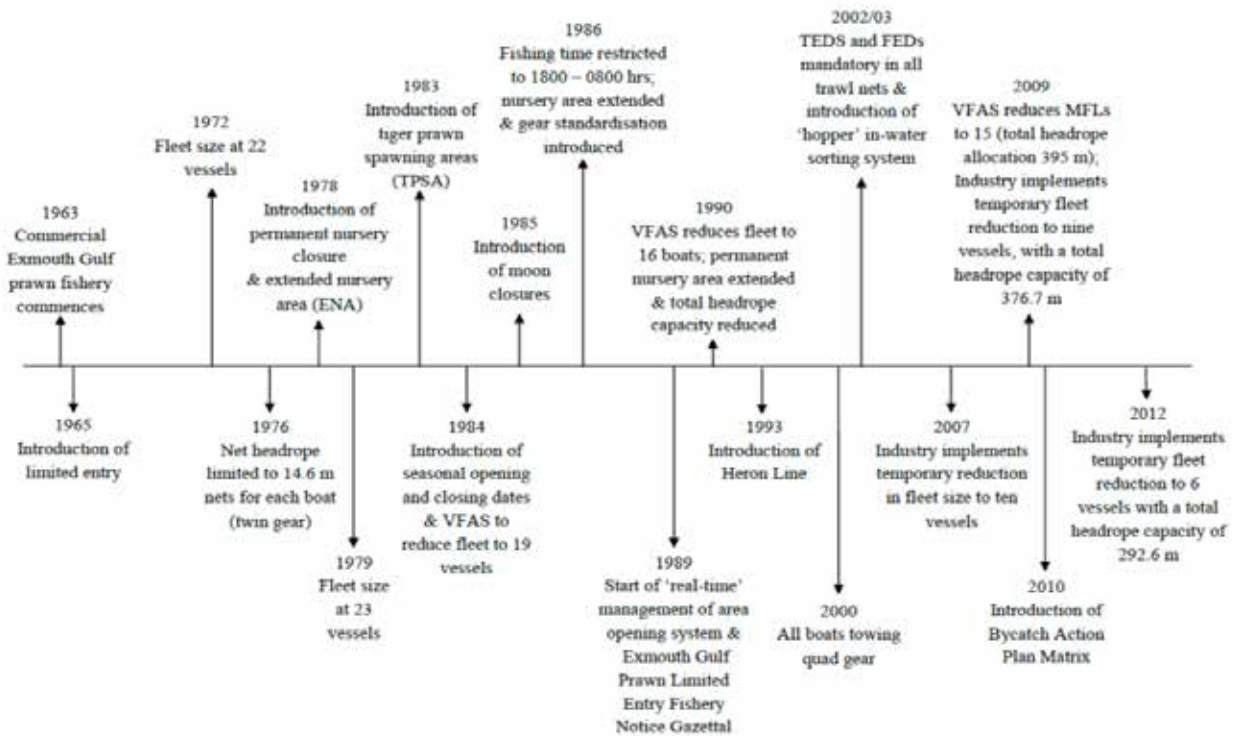 1963
Commercial
Exmouth Gulf
prawn fishery
commences
1965
Introduction of
limited entry
1972
Fleet size at 22
vessels
1976
Net headrope
limited to 14.6 m
nets for each boat
(twin gear)
1978
Introduction of
permanent nursery
closure
& extended nursery
area (ENA)
1979
Fleet size
at 23
vessels
1983
Introduction of
tiger prawn
spawning areas
(TPSA)
1984
Introduction of
seasonal opening
and closing dates
& VFAS to
reduce fleet to 19
vessels
1985
Introduction
of moon
closures
1986
Fishing time restricted
to 1800 – 0800 hrs;
nursery area extended
& gear standardisation
introduced
1989
Start of ‘real-time’
management of area
opening system &
Exmouth Gulf
Prawn Limited
Entry Fishery
Notice Gazettal
1990
VFAS reduces fleet to
16 boats; permanent
nursery area extended
& total headrope
capacity reduced
1993
Introduction of
Heron Line
2000
All boats towing
quad gear
2002/03
TEDS and FEDs
mandatory in all
trawl nets &
introduction of
‘hopper’ in-water
sorting system
2007
Industry implements
temporary reduction
in fleet size to ten
vessels
2009
VFAS reduces MFLs
to 15 (total headrope
allocation 395 m);
Industry implements
temporary fleet
reduction to nine
vessels, with a total
headrope capacity of
376.7 m
2010
Introduction of
Bycatch Action
Plan Matrix
2012
Industry implements
temporary fleet
reduction to 6
vessels with a total
headrope capacity of
292.6 m